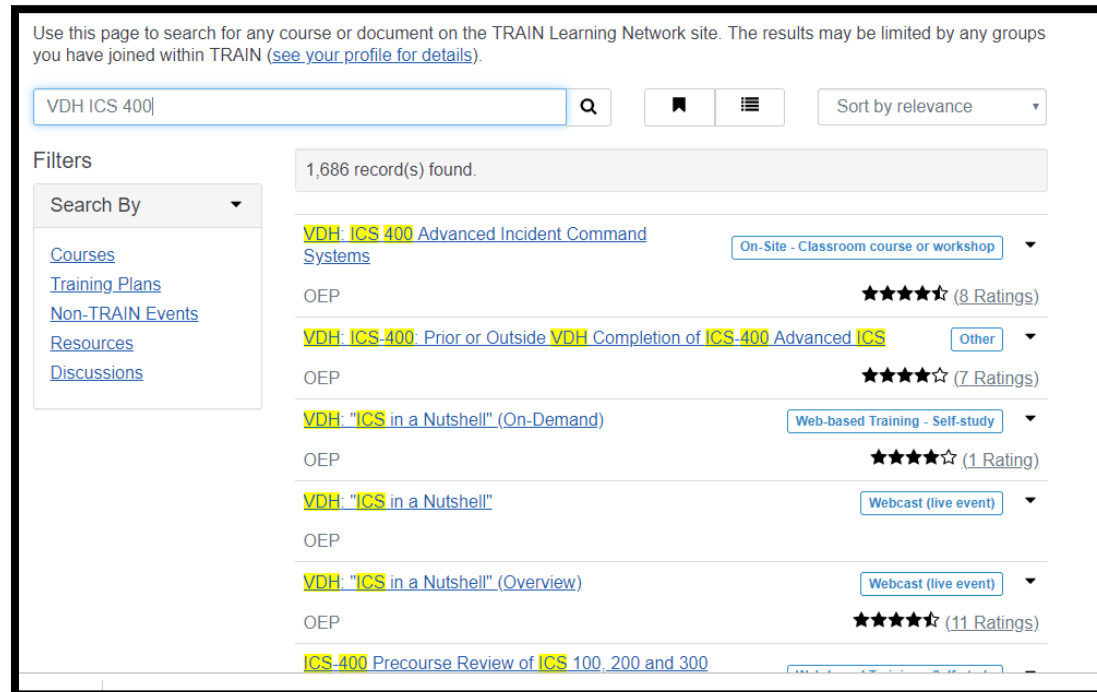 Use this page to search for any course or document on the TRAIN Learning Network site. The results may be limited by any groups
you have joined within TRAIN (see your profile for details).
VDH ICS 400
Sort by relevance
Filters
1,686 record(s) found.
Search By
Courses
Training Plans
Non-TRAIN Events
Resources
Discussions
VDH: ICS 400 Advanced Incident Command
Systems
On-Site - Classroom course or workshop
OEP
(8 Ratings)
VDH: ICS-400: Prior or Outside VDH Completion of ICS-400 Advanced ICS
Other
OEP
(7 Ratings)
VDH: "ICS in a Nutshell" (On-Demand)
Web-based Training - Self-study
OEP
(1 Rating)
VDH: "ICS in a Nutshell"
Webcast (live event)
OEP
VDH: "ICS in a Nutshell" (Overview)
Webcast (live event)
OEP
(11 Ratings)
ICS-400 Precourse Review of ICS 100, 200 and 300